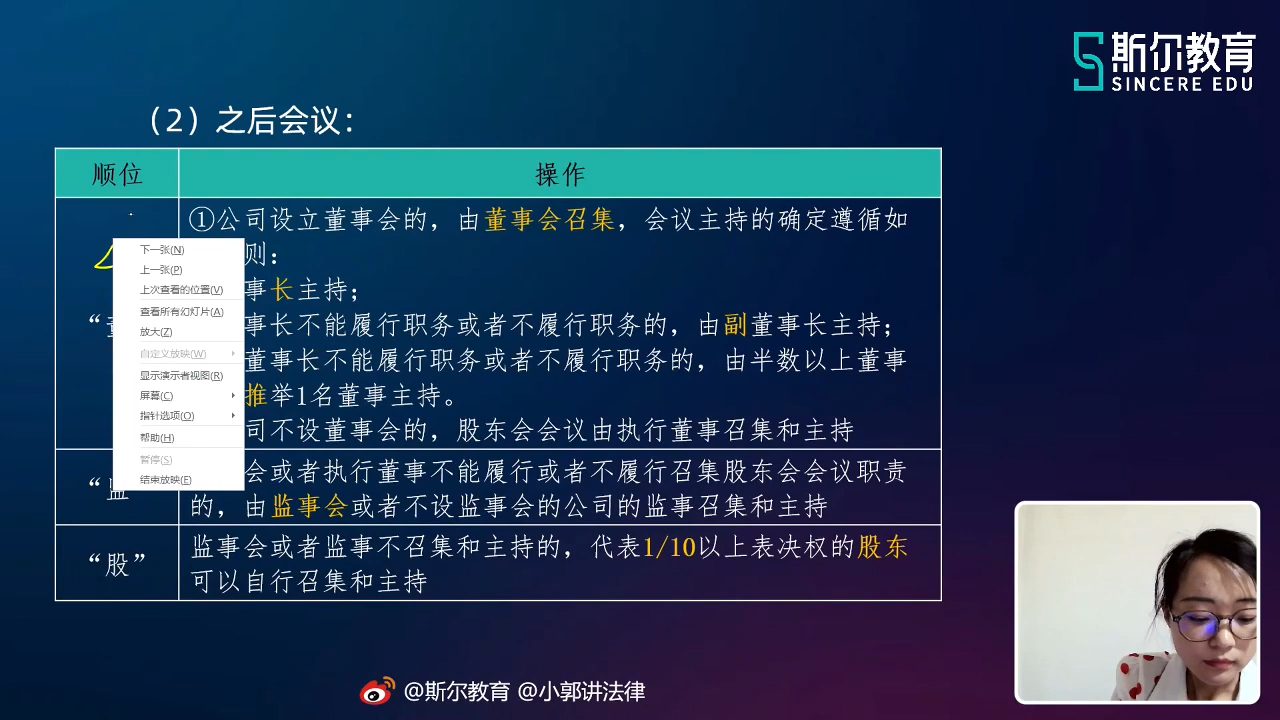 斯尔教育
SINCERE EDU
（2）之后会议：
顺位
操作
①公司设立董事会的，由董事会召集，会议主持的确定遵循如
则：
事长主持；
“
事长不能履行职务或者不履行职务的，由副董事长主持；
董事长不能履行职务或者不履行职务的，由半数以上董事
推举1名董事主持。
司不设董事会的，股东会会议由执行董事召集和主持
下一张(N)
上一张(P)
上次查看的位置(V)
查看所有幻灯片(A)
放大(Z)
自定义放映(W)
显示演示者视图(R)
屏幕(C)
指针选项(O)
帮助(H)
暂停(S)
结束放映(E)
“监
会或者执行董事不能履行或者不履行召集股东会会议职责
的，由监事会或者不设监事会的公司的监事召集和主持
“股”
监事会或者监事不召集和主持的，代表1/10以上表决权的股东
可以自行召集和主持
@斯尔教育 @小郭讲法律